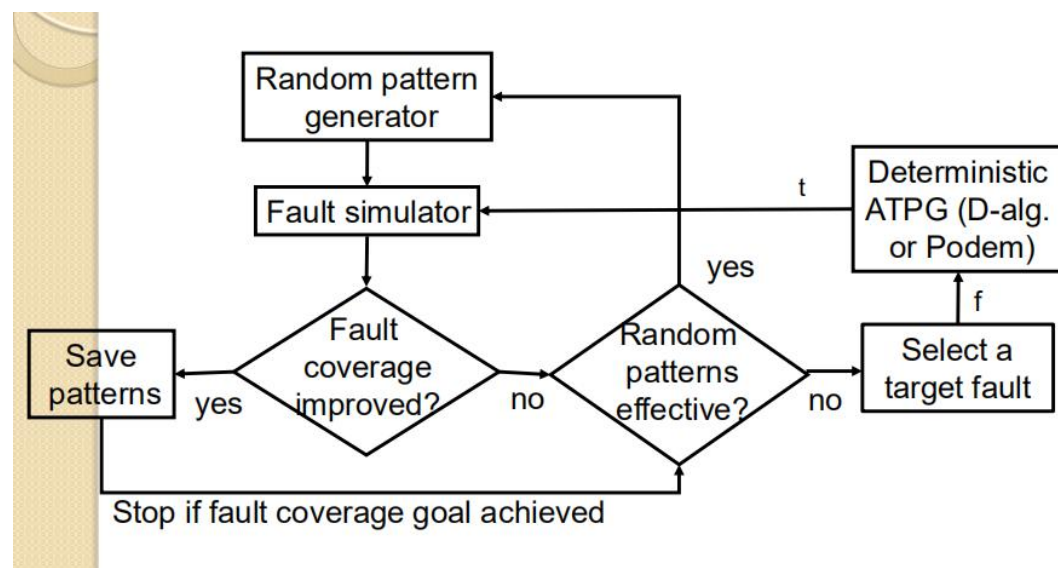 Random pattern
generator
Fault simulator
t
Deterministic
ATPG (D-alg.
or Podem)
yes
f
Fault
coverage
improved?
Random
patterns
effective?
Select a
target fault
Save
patterns
yes
no
no
Stop if fault coverage goal achieved